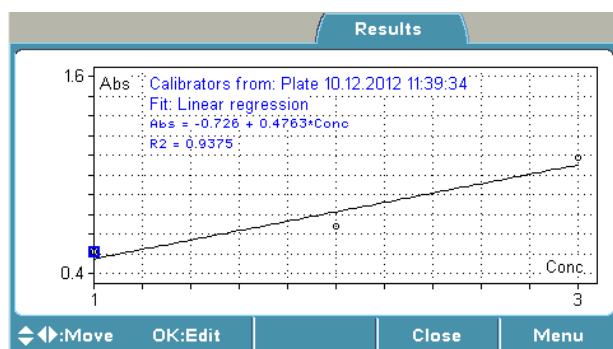 Results
1.6
Abs
Calibrators from: Plate 10.12.2012 11:39:34
Fit: Linear regression
Abs = -0.726 + 0.4763*Conc
R2 = 0.9375
0.4
Conc.
1
3
:Move OK:Edit Close Menu